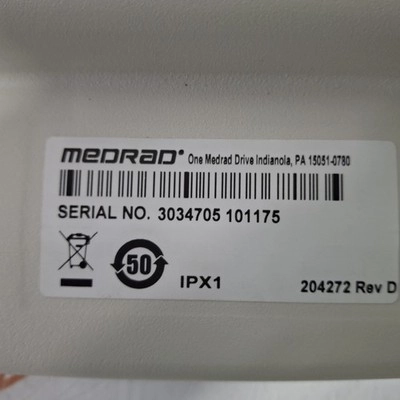 MEDRAD One Medrad Drive Indianola, PA 15051-0780
SERIAL NO. 3034705 101175
50
IPX1
204272 Rev D